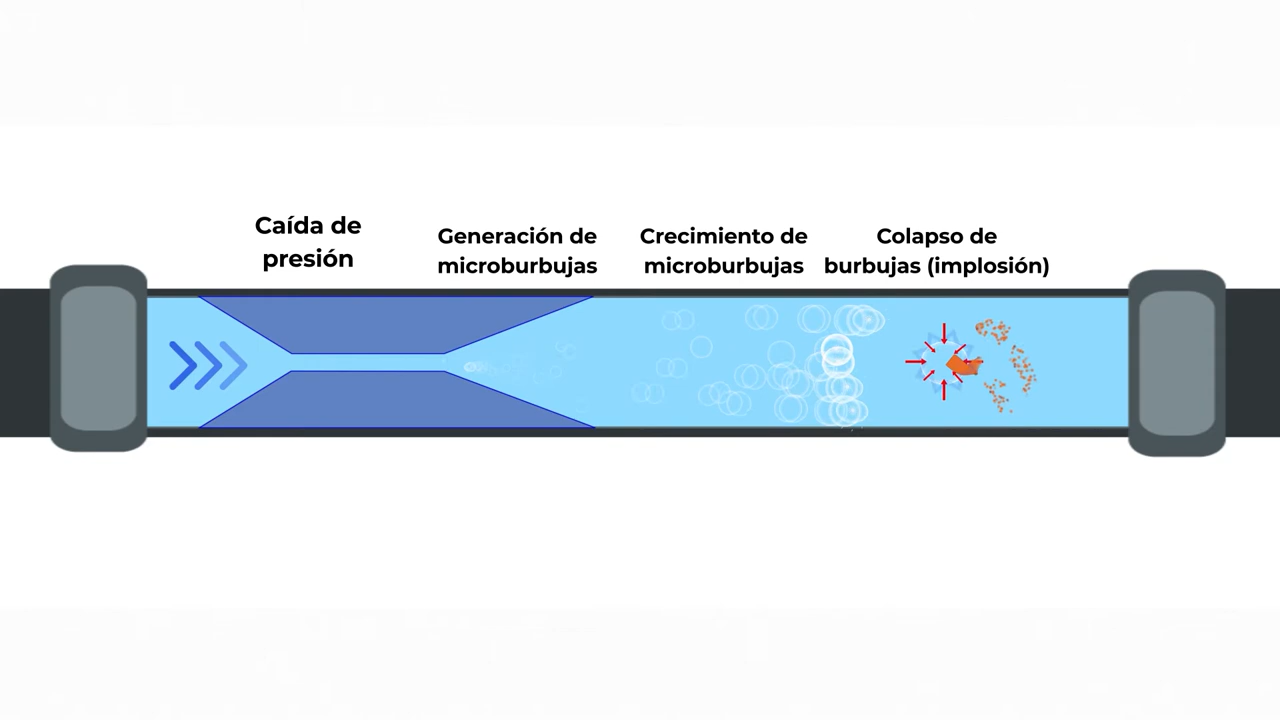 Caída de
presión
Generación de
microburbujas
Crecimiento de
microburbujas
Colapso de
burbujas (implosión)